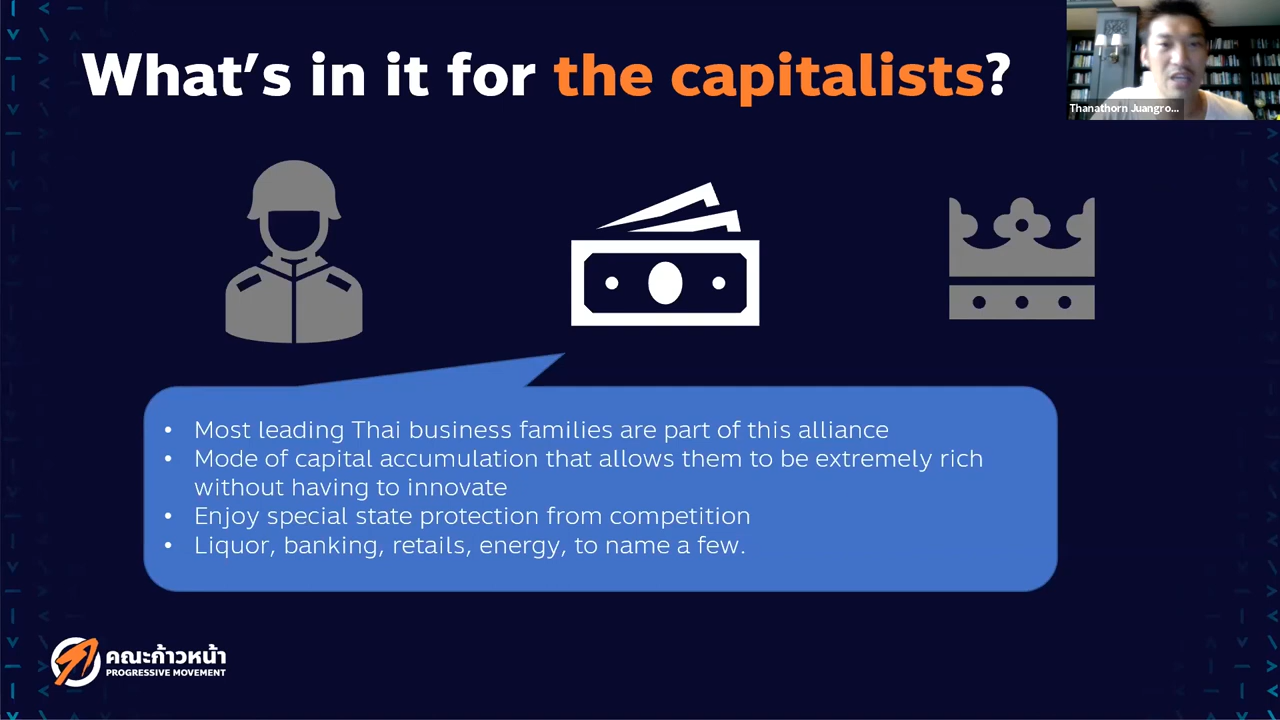 What's in it for the capitalists?
Thanathorn Juangro...
• Most leading Thai business families are part of this alliance
• Mode of capital accumulation that allows them to be extremely rich
without having to innovate
• Enjoy special state protection from competition
• Liquor, banking, retails, energy, to name a few.
คณะก้าวหน้า
PROGRESSIVE MOVEMENT